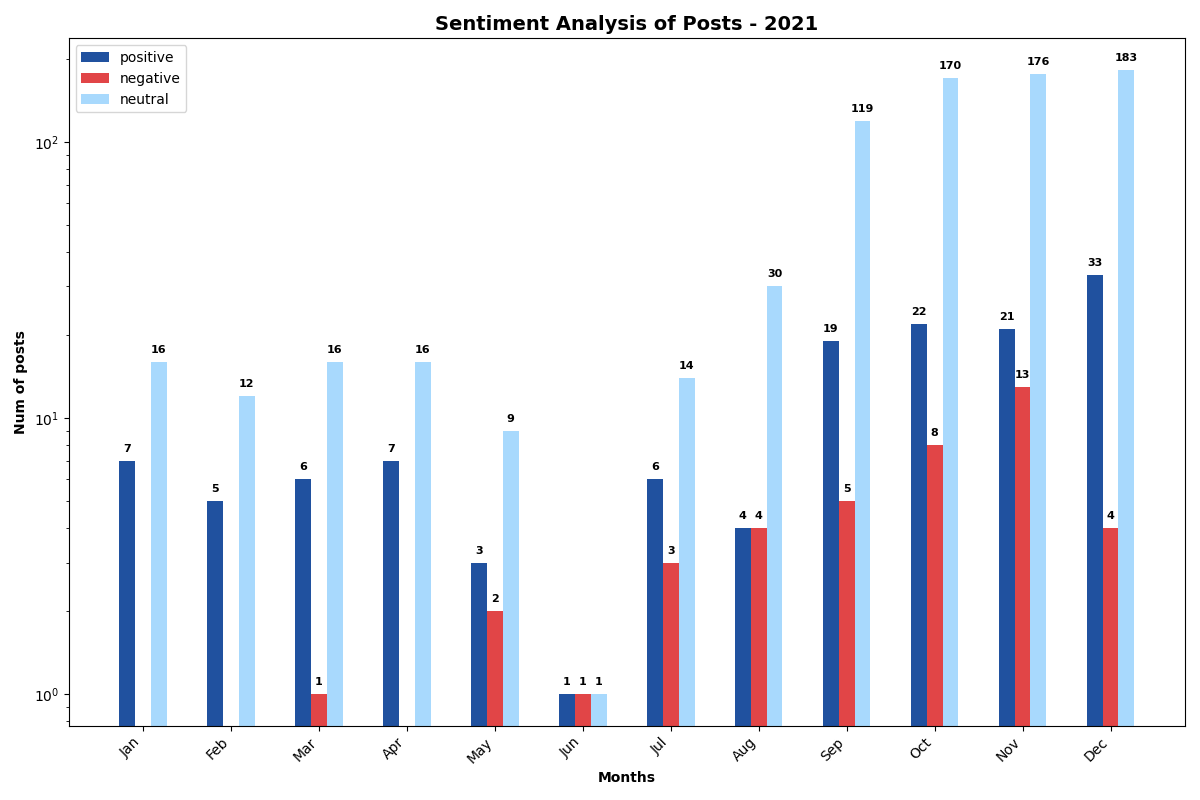 Sentiment Analysis of Posts - 2021
positive
negative
neutral
Num of posts
10²
10¹
10⁰
7 16
5 12
6 1 16
7 16
3 2 9
1 1 1
6 3 14
4 4 30
19 5 119
22 8 170
21 13 176
33 4 183
Jan Feb Mar Apr May Jun Jul Aug Sep Oct Nov Dec
Months